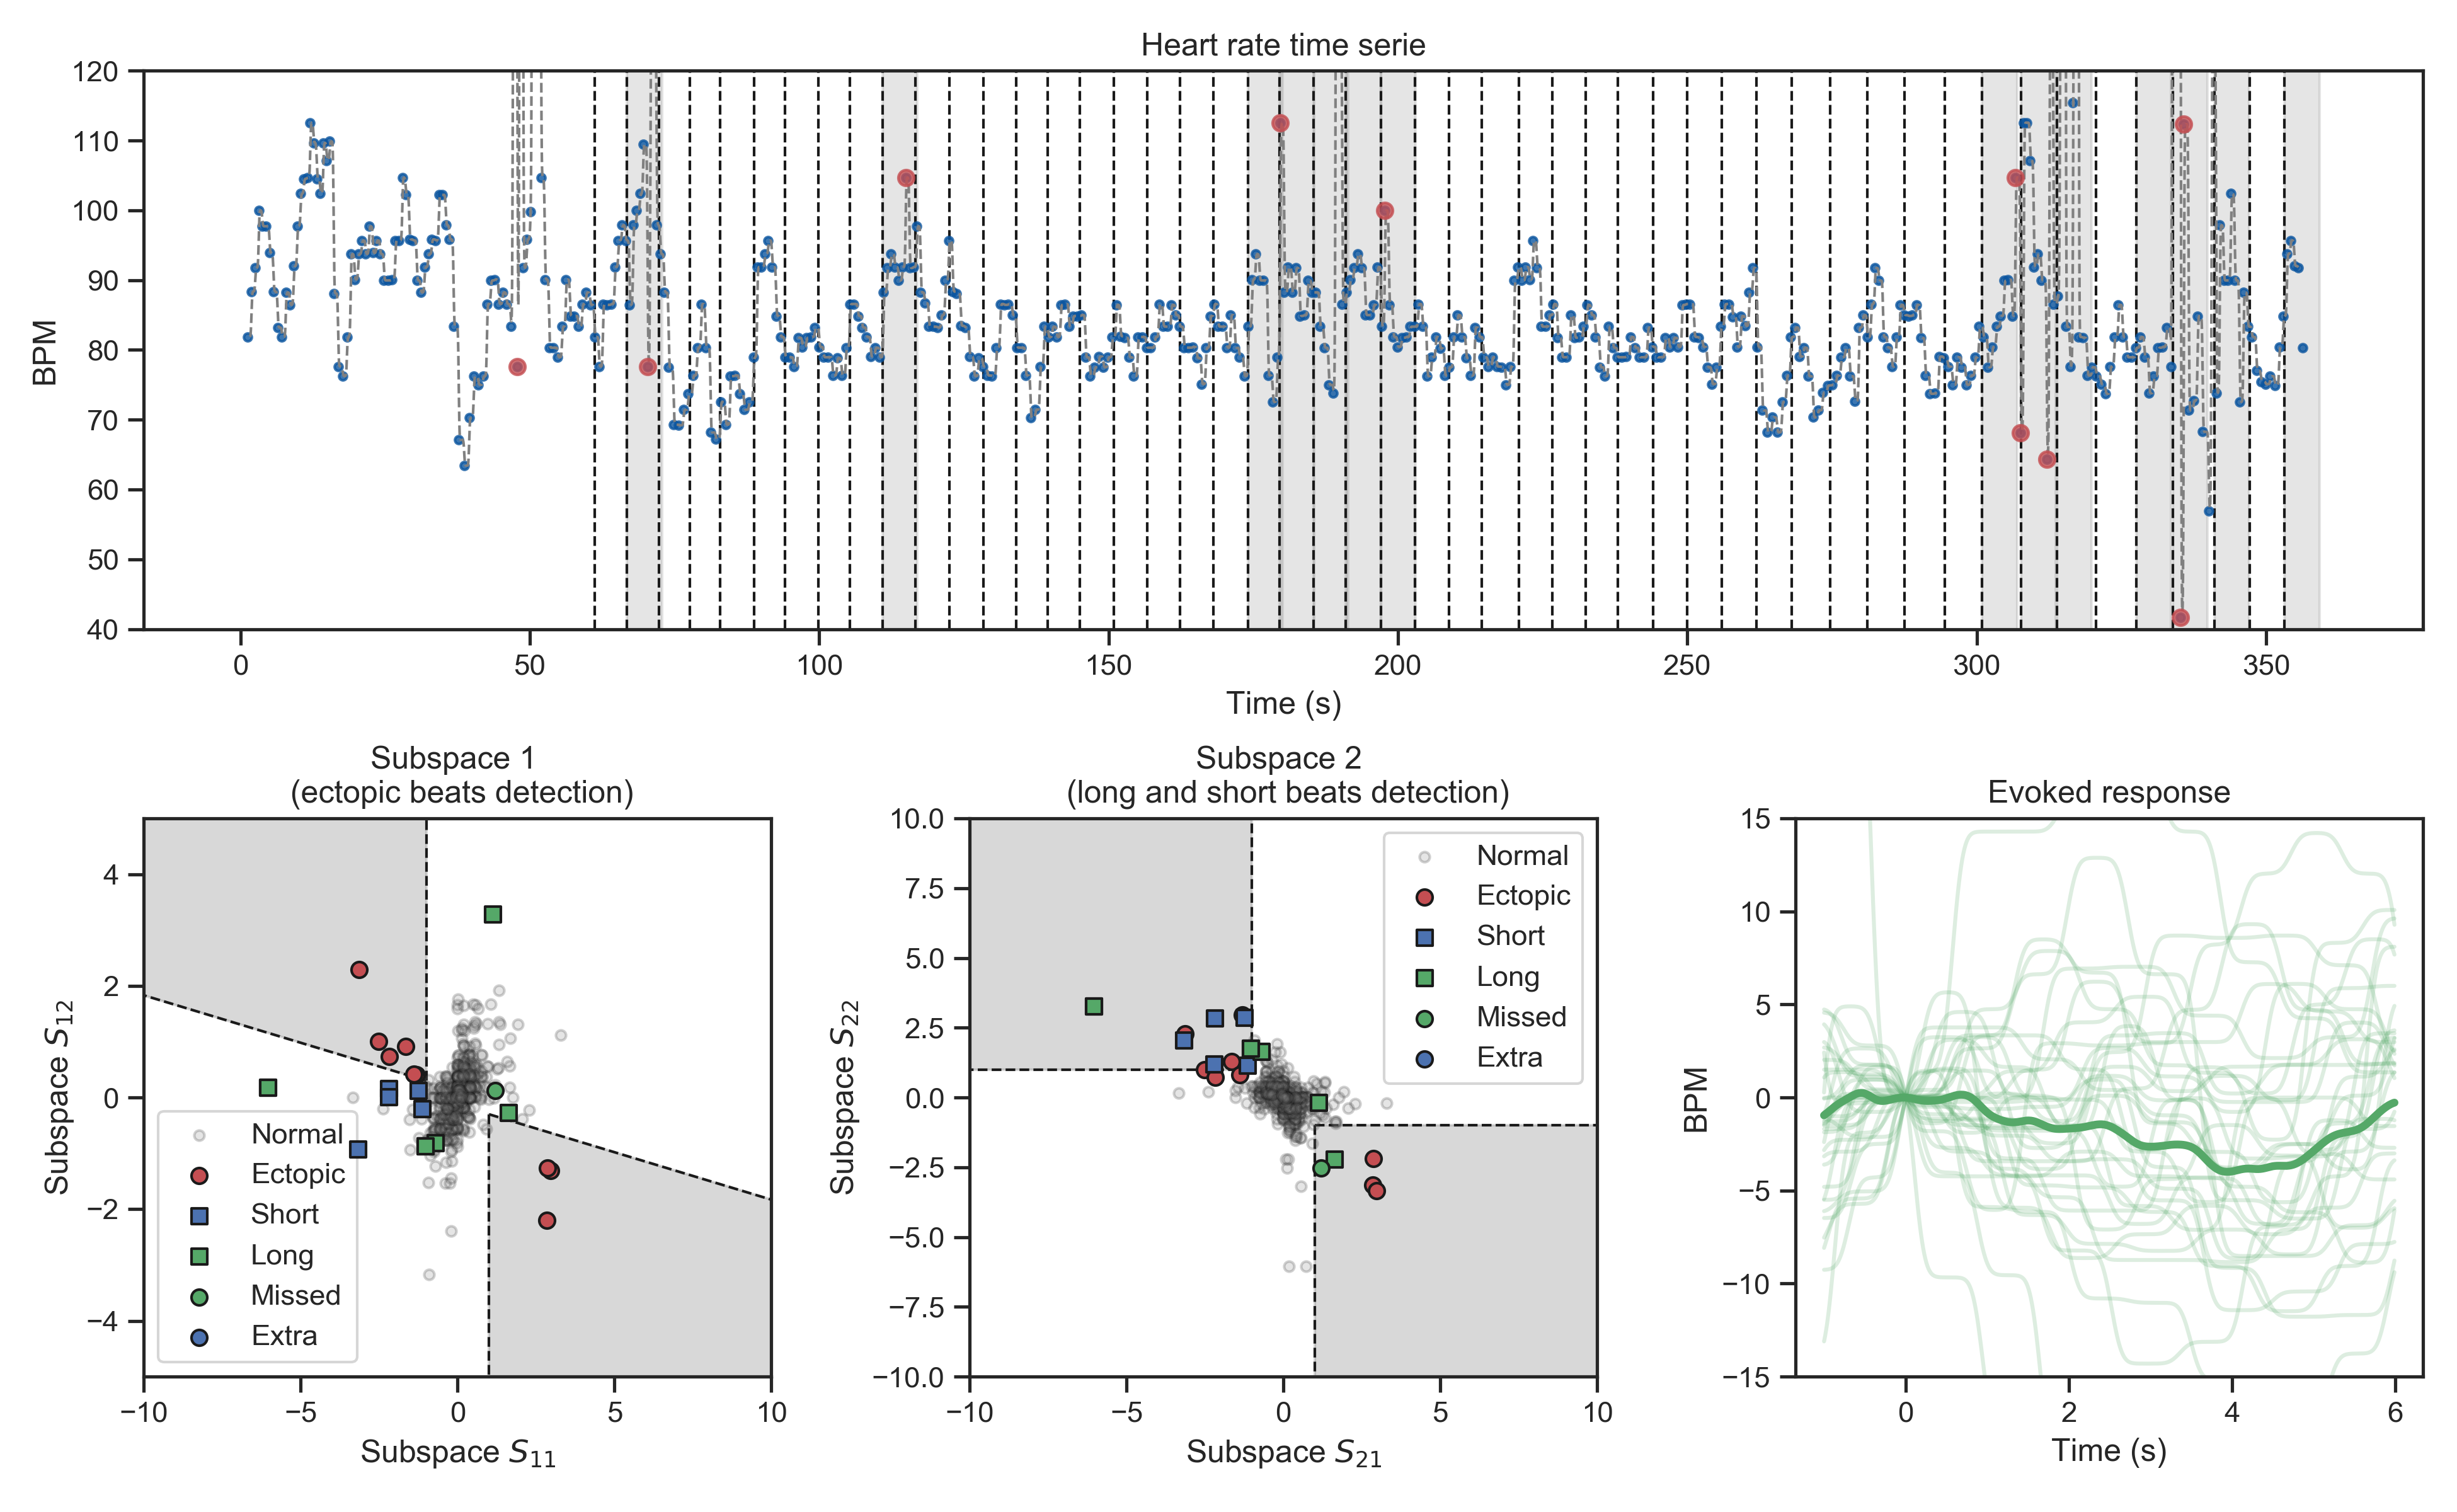 Heart rate time serie
120
110
100
90
80
70
60
50
40
BPM
0 50 100 150 200 250 300 350
Time (s)
Subspace 1
(ectopic beats detection)
4
2
0
−2
−4
Subspace S12
Normal
Ectopic
Short
Long
Missed
Extra
−10 −5 0 5 10
Subspace S11
Subspace 2
(long and short beats detection)
10.0
7.5
5.0
2.5
0.0
−2.5
−5.0
−7.5
−10.0
Subspace S22
Normal
Ectopic
Short
Long
Missed
Extra
−10 −5 0 5 10
Subspace S21
Evoked response
15
10
5
0
−5
−10
−15
BPM
0 2 4 6
Time (s)